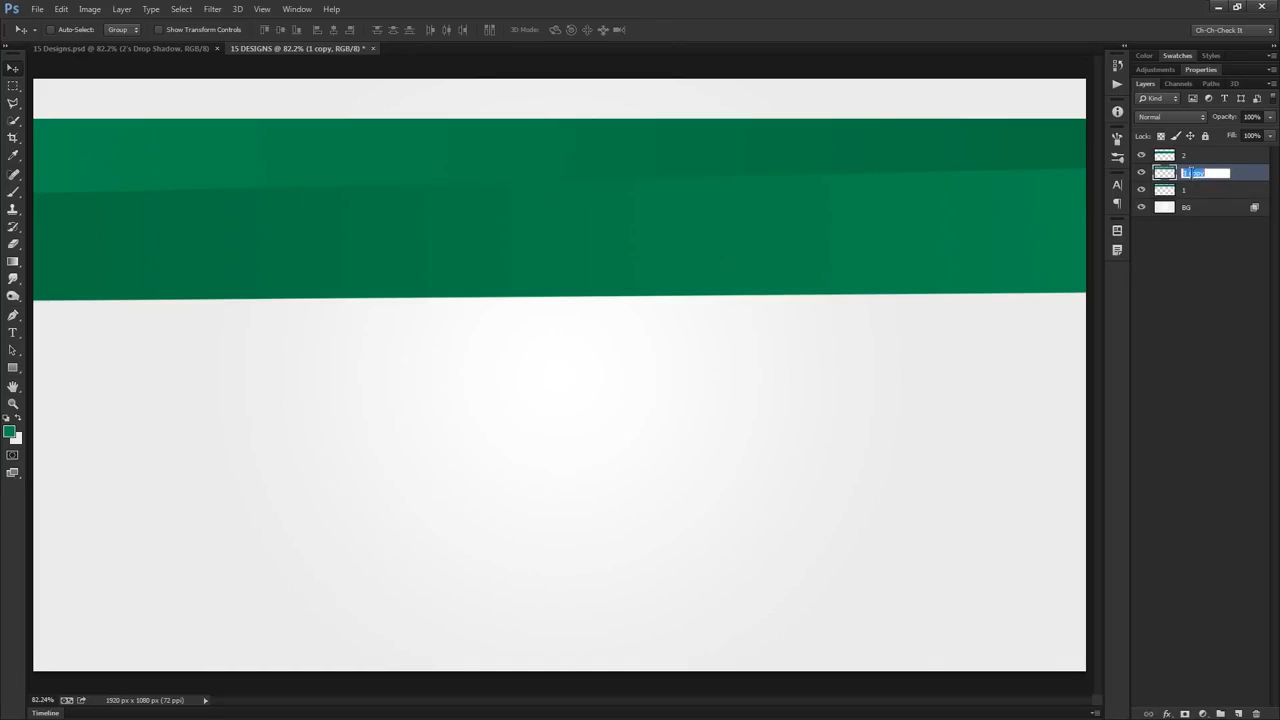 Ps File Edit Image Layer Type Select Filter 3D View Window Help
Auto-Select: Group Show Transform Controls 3D Mode: Ch-Ch-Check It
15 Designs.psd @ 82.2% (2's Drop Shadow, RGB/8) × 15 DESIGNS @ 82.2% (1 copy, RGB/8) * ×
Color Swatches Styles
Adjustments Properties
Layers Channels Paths 3D
Kind
Normal Opacity: 100%
Lock: Fill: 100%
2
1 copy
1
BG
82.24% 1920 px x 1080 px (72 ppi)
Timeline